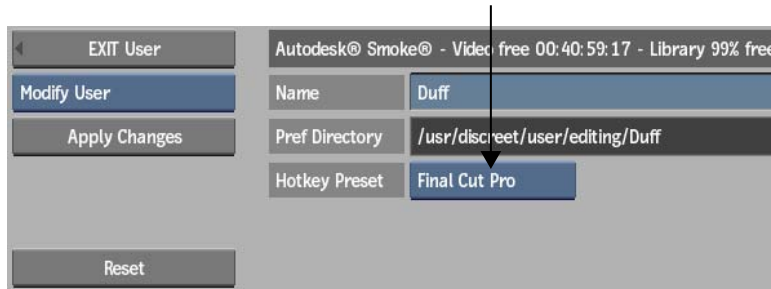 EXIT User
Autodesk® Smoke® - Video free 00:40:59:17 - Library 99% free
Modify User
Name
Duff
Apply Changes
Pref Directory
/usr/discreet/user/editing/Duff
Hotkey Preset
Final Cut Pro
Reset